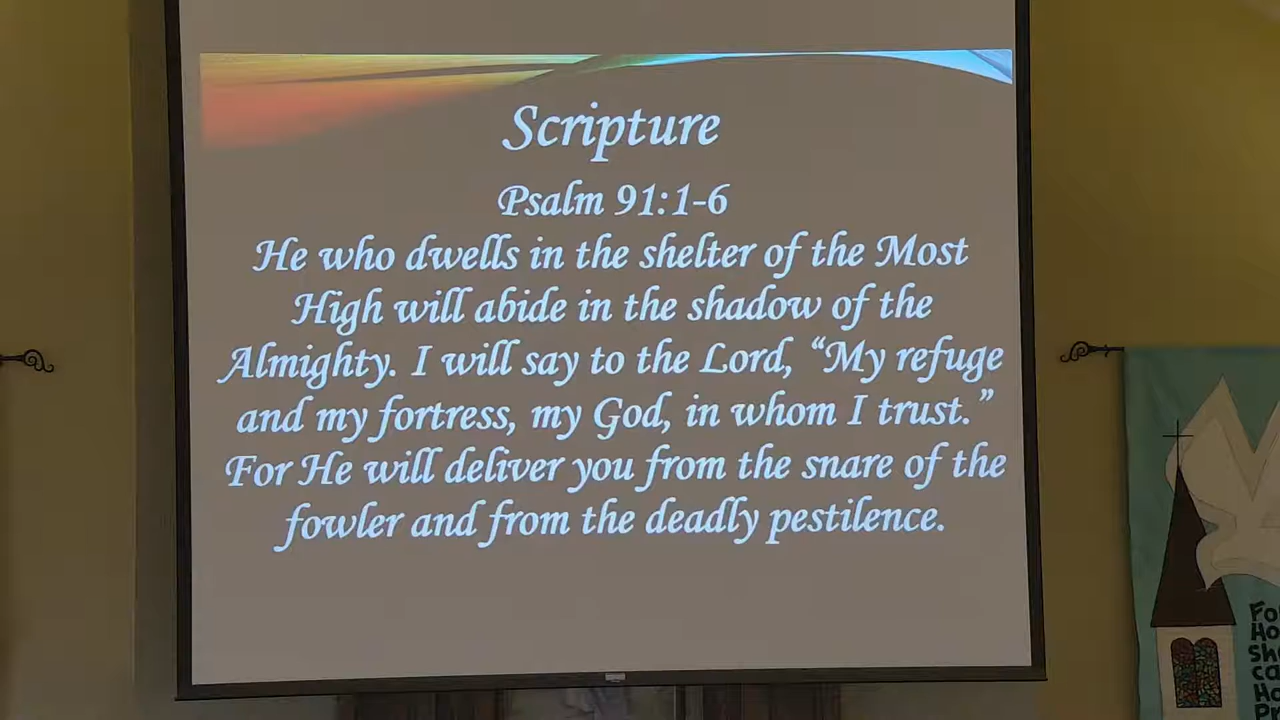 Scripture
Psalm 91:1-6
He who dwells in the shelter of the Most
High will abide in the shadow of the
Almighty. I will say to the Lord, “My refuge
and my fortress, my God, in whom I trust.”
For He will deliver you from the snare of the
fowler and from the deadly pestilence.